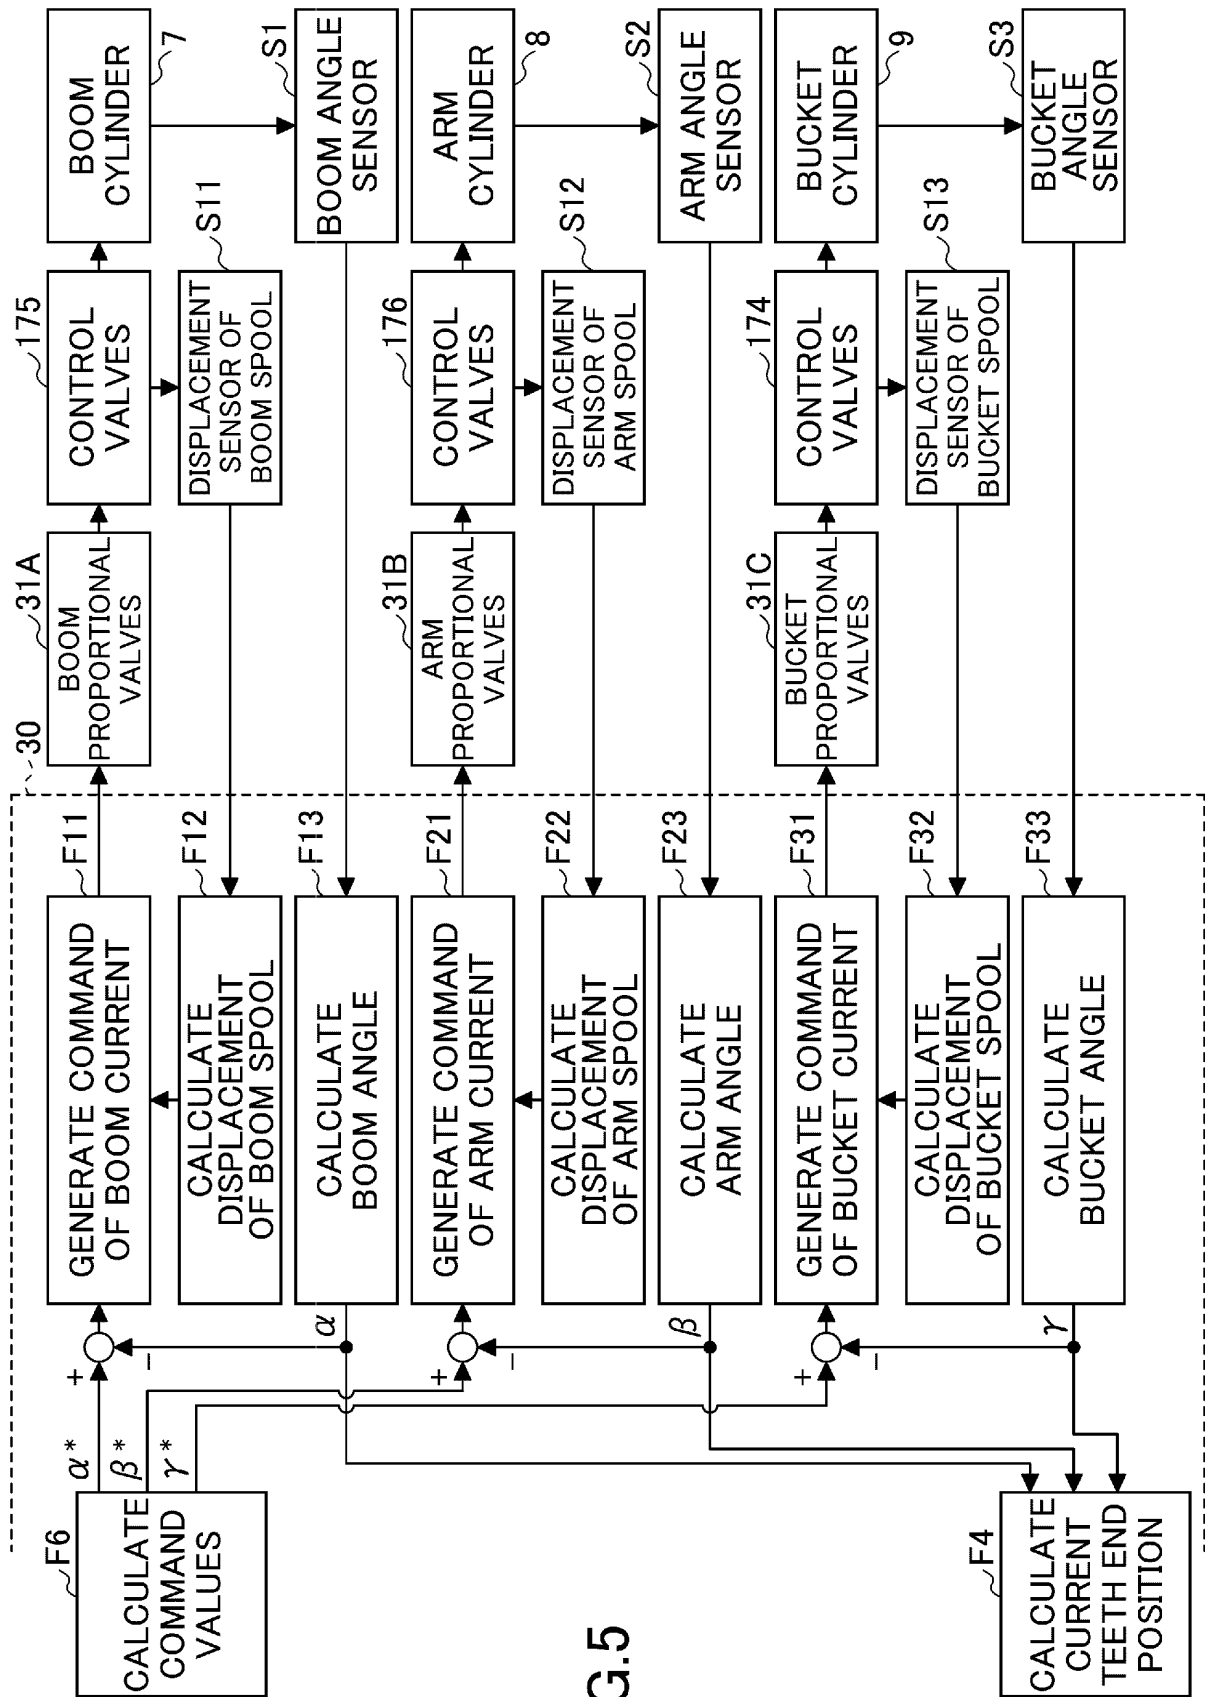 F6
CALCULATE
COMMAND
VALUES
α*
β*
γ*
+
−
30
F11
GENERATE COMMAND
OF BOOM CURRENT
31A
BOOM
PROPORTIONAL
VALVES
175
CONTROL
VALVES
7
BOOM
CYLINDER
F12
CALCULATE
DISPLACEMENT
OF BOOM SPOOL
S11
DISPLACEMENT
SENSOR OF
BOOM SPOOL
α
F13
CALCULATE
BOOM ANGLE
S1
BOOM ANGLE
SENSOR
+
−
F21
GENERATE COMMAND
OF ARM CURRENT
31B
ARM
PROPORTIONAL
VALVES
176
CONTROL
VALVES
8
ARM
CYLINDER
F22
CALCULATE
DISPLACEMENT
OF ARM SPOOL
S12
DISPLACEMENT
SENSOR OF
ARM SPOOL
β
F23
CALCULATE
ARM ANGLE
S2
ARM ANGLE
SENSOR
+
−
F31
GENERATE COMMAND
OF BUCKET CURRENT
31C
BUCKET
PROPORTIONAL
VALVES
174
CONTROL
VALVES
9
BUCKET
CYLINDER
F32
CALCULATE
DISPLACEMENT
OF BUCKET SPOOL
S13
DISPLACEMENT
SENSOR OF
BUCKET SPOOL
γ
F33
CALCULATE
BUCKET ANGLE
S3
BUCKET
ANGLE
SENSOR
F4
CALCULATE
CURRENT
TEETH END
POSITION
G.5